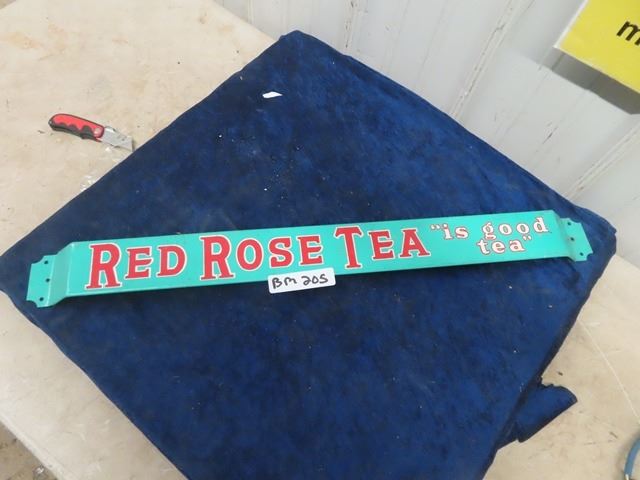 RED ROSE TEA "is good
tea"
BM 205
m